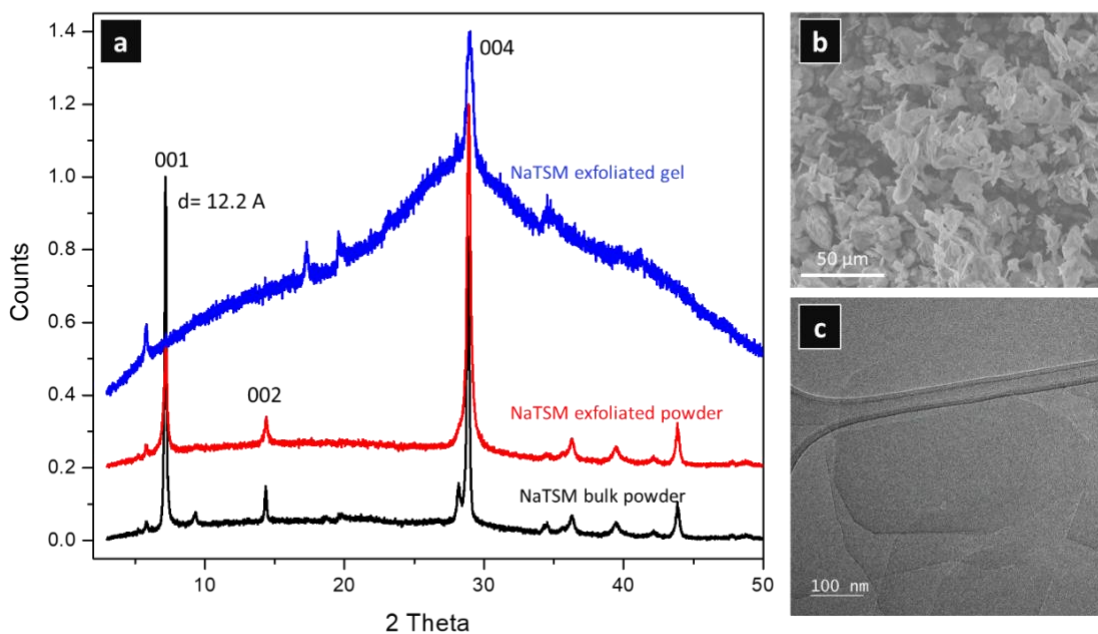 a
1.4
1.2
1.0
0.8
0.6
0.4
0.2
0.0
Counts
10
20
30
40
50
2 Theta
001
d= 12.2 A
002
004
NaTSM exfoliated gel
NaTSM exfoliated powder
NaTSM bulk powder
b
50 µm
c
100 nm